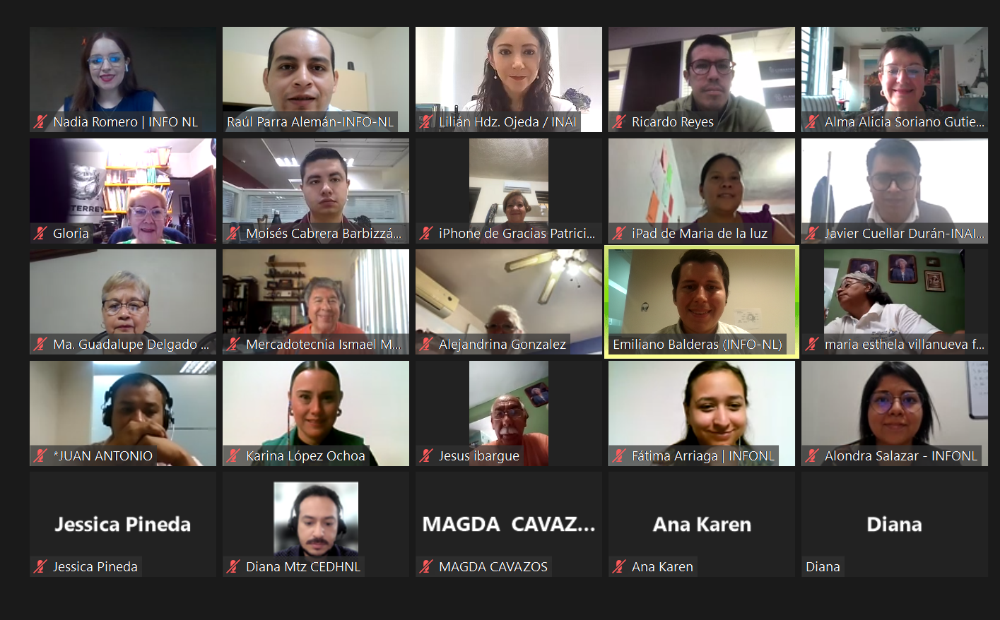 Nadia Romero | INFO NL
Raúl Parra Alemán-INFO-NL
Lilián Hdz. Ojeda / INAI
Ricardo Reyes
Alma Alicia Soriano Gutie...
TERREY
Gloria
Moisés Cabrera Barbizzá...
iPhone de Gracias Patrici...
iPad de Maria de la luz
Javier Cuellar Durán-INAI...
Ma. Guadalupe Delgado ...
Mercadotecnia Ismael M...
Alejandrina Gonzalez
Emiliano Balderas (INFO-NL)
maria esthela villanueva f...
*JUAN ANTONIO
Karina López Ochoa
Jesus ibargue
Fátima Arriaga | INFONL
Alondra Salazar - INFONL
Jessica Pineda
Jessica Pineda
Diana Mtz CEDHNL
MAGDA CAVAZ...
MAGDA CAVAZOS
Ana Karen
Ana Karen
Diana
Diana